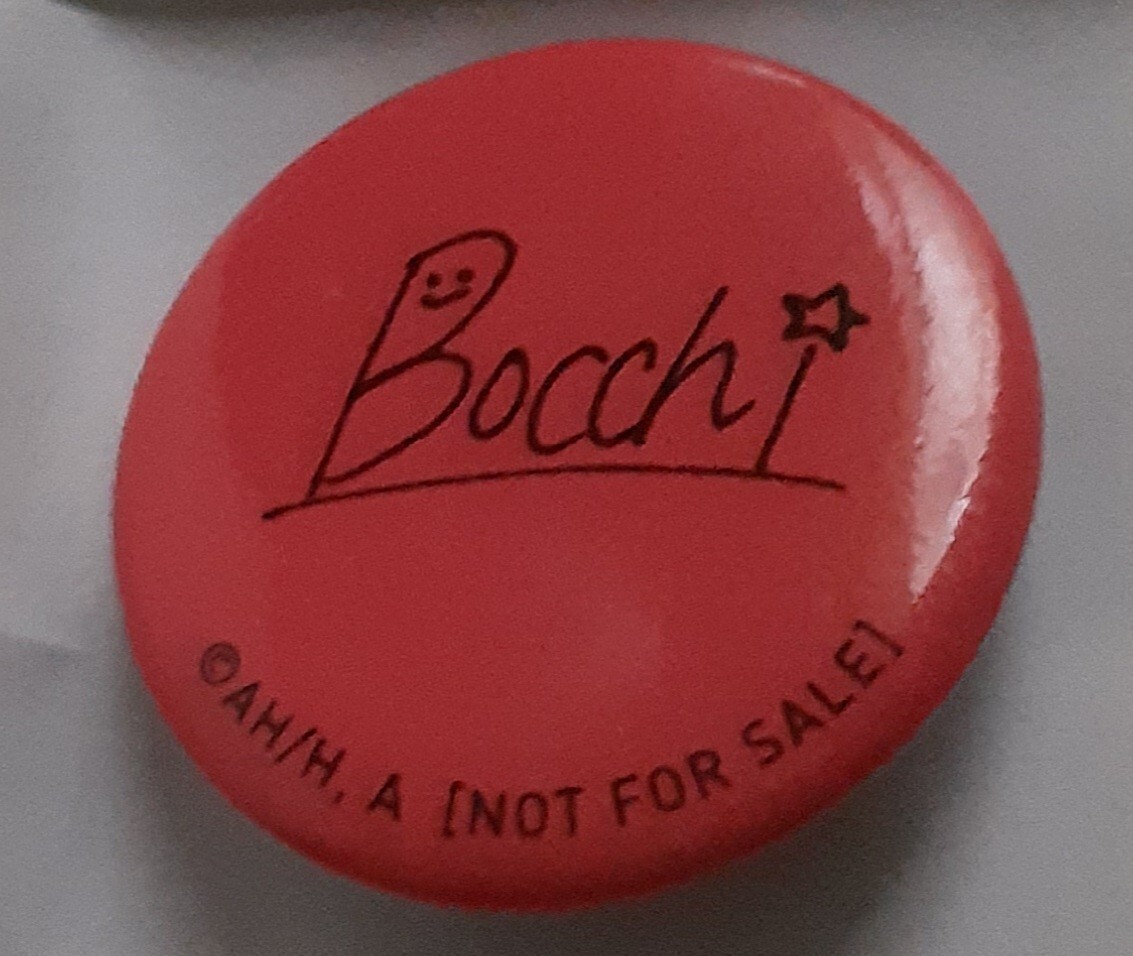 Bocchi
©AH/H, A [NOT FOR SALE]